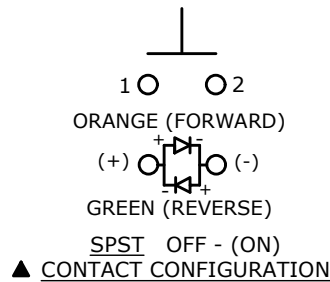 1 2
ORANGE (FORWARD)
+ -
(+) (-)
- +
GREEN (REVERSE)
SPST OFF - (ON)
▲ CONTACT CONFIGURATION